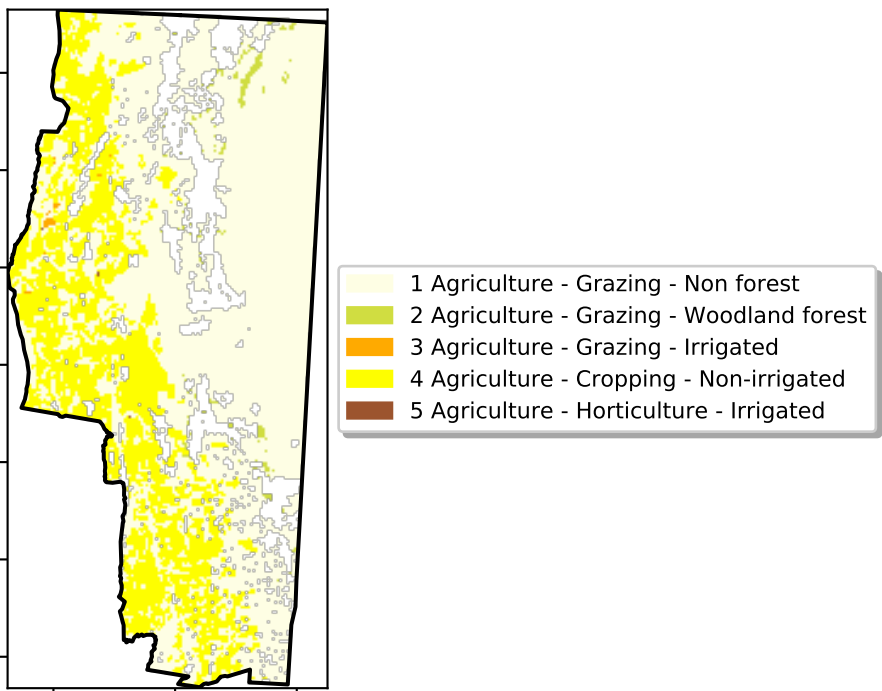 1 Agriculture - Grazing - Non forest
2 Agriculture - Grazing - Woodland forest
3 Agriculture - Grazing - Irrigated
4 Agriculture - Cropping - Non-irrigated
5 Agriculture - Horticulture - Irrigated